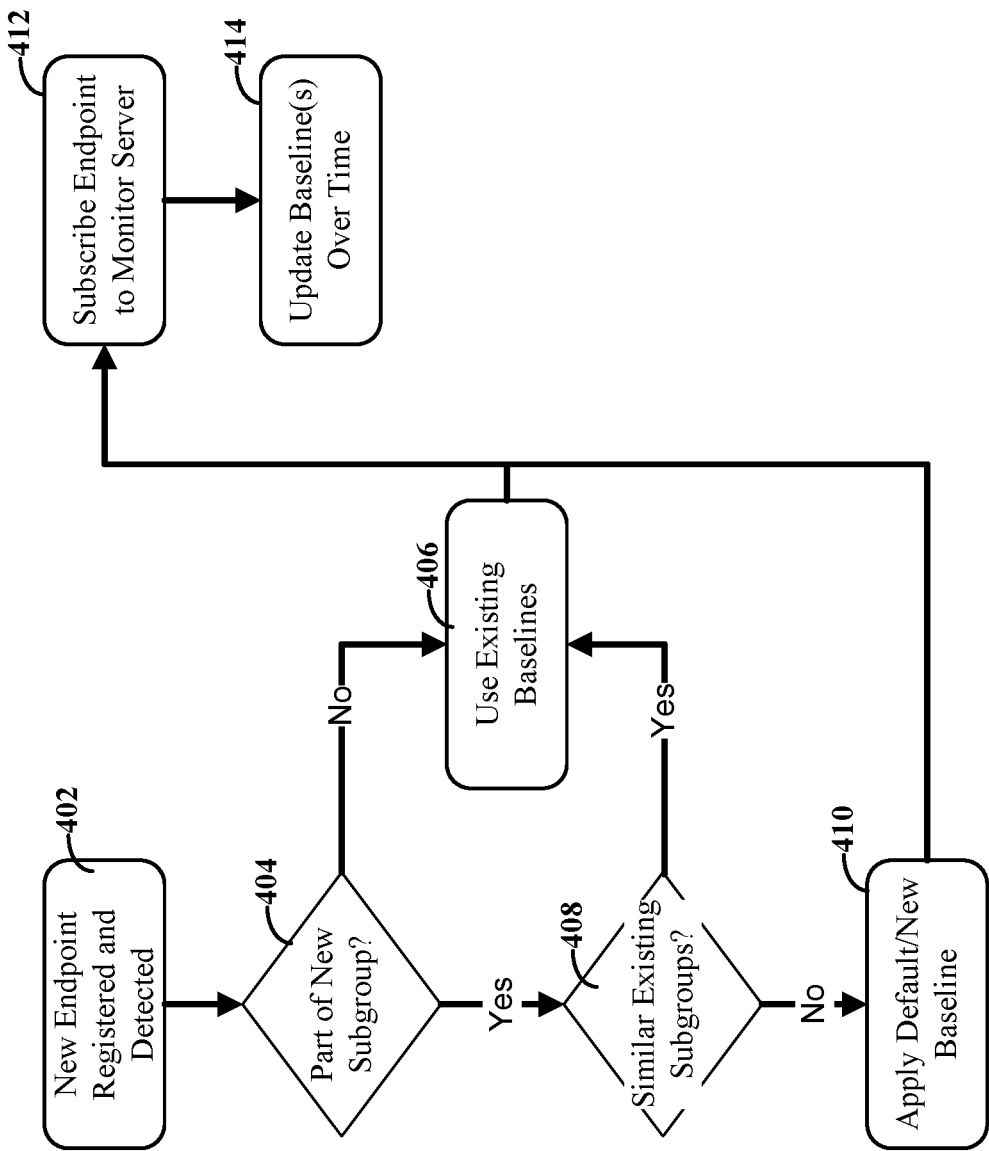 402
New Endpoint
Registered and
Detected
404
Part of New
Subgroup?
No
Yes
406
Use Existing
Baselines
408
Similar Existing
Subgroups?
Yes
No
410
Apply Default/New
Baseline
412
Subscribe Endpoint
to Monitor Server
414
Update Baseline(s)
Over Time